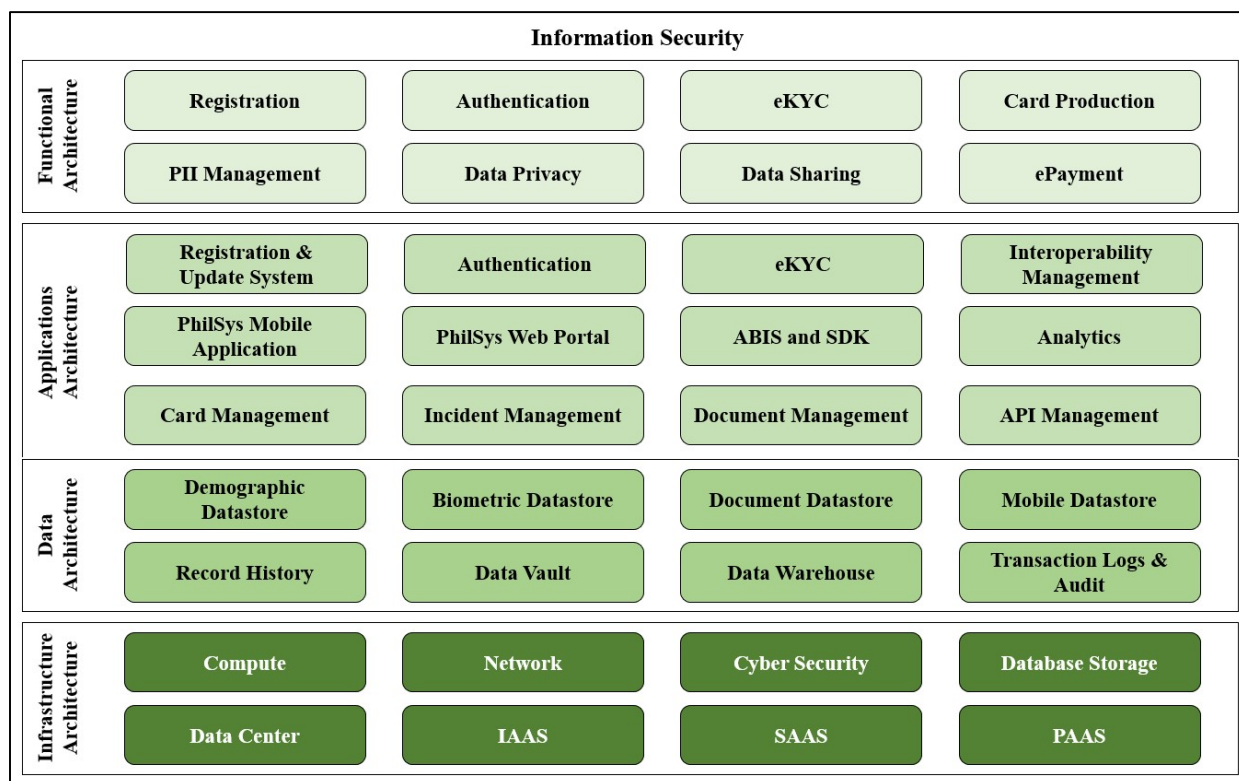 Information Security
Functional
Architecture
Registration
Authentication
eKYC
Card Production
PII Management
Data Privacy
Data Sharing
ePayment
Applications
Architecture
Registration &
Update System
Authentication
eKYC
Interoperability
Management
PhilSys Mobile
Application
PhilSys Web Portal
ABIS and SDK
Analytics
Card Management
Incident Management
Document Management
API Management
Data
Architecture
Demographic
Datastore
Biometric Datastore
Document Datastore
Mobile Datastore
Record History
Data Vault
Data Warehouse
Transaction Logs &
Audit
Infrastructure
Architecture
Compute
Network
Cyber Security
Database Storage
Data Center
IAAS
SAAS
PAAS